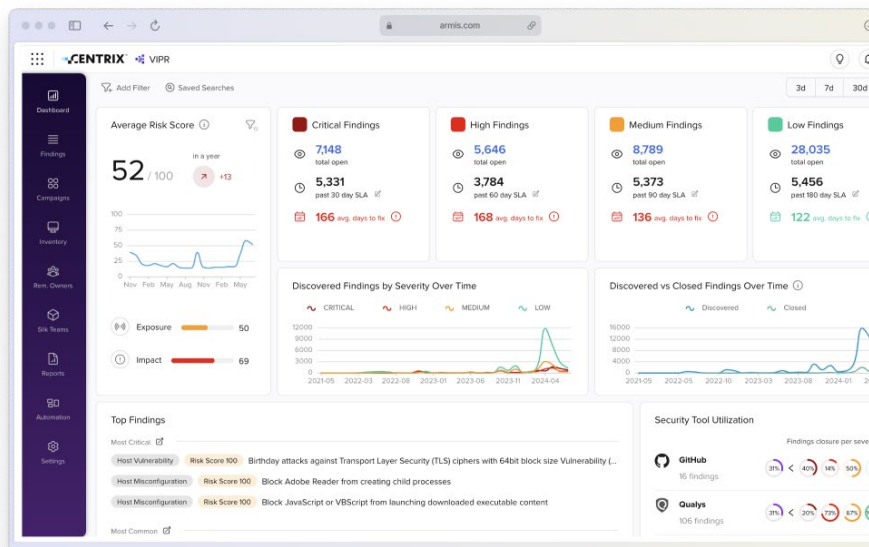 armis.com
CENTRIX VIPR
Dashboard
Findings
Campaigns
Inventory
Rem. Owners
Silk Teams
Reports
Automation
Settings
Add Filter Saved Searches
3d 7d 30d
Average Risk Score
52 / 100
in a year
+13
100
75
50
25
0
Nov Feb May Aug Nov Feb May
Exposure 50
Impact 69
Critical Findings
7,148
total open
5,331
past 30 day SLA
166 avg. days to fix
High Findings
5,646
total open
3,784
past 60 day SLA
168 avg. days to fix
Medium Findings
8,789
total open
5,373
past 90 day SLA
136 avg. days to fix
Low Findings
28,035
total open
5,456
past 180 day SLA
122 avg. days to fix
Discovered Findings by Severity Over Time
CRITICAL HIGH MEDIUM LOW
12000
9000
6000
3000
0
2021-05 2022-03 2022-08 2023-01 2023-06 2023-11 2024-04
Discovered vs Closed Findings Over Time
Discovered Closed
16000
12000
8000
4000
0
2021-05 2022-05 2022-10 2023-03 2023-08 2024-01
Top Findings
Most Critical
Host Vulnerability Risk Score 100 Birthday attacks against Transport Layer Security (TLS) ciphers with 64bit block size Vulnerability (...
Host Misconfiguration Risk Score 100 Block Adobe Reader from creating child processes
Host Misconfiguration Risk Score 100 Block JavaScript or VBScript from launching downloaded executable content
Most Common
Security Tool Utilization
Findings closure per seve
GitHub
16 findings
31% < 40% 14% 50%
Qualys
106 findings
31% < 20% 73% 67%